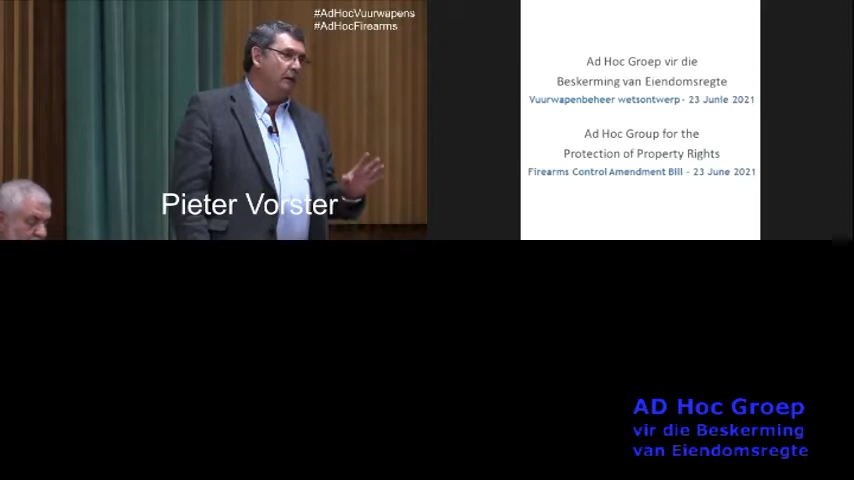 #AdHocVuurwapens
#AdHocFirearms
Pieter Vorster
Ad Hoc Groep vir die
Beskerming van Eiendomsregte
Vuurwapenbeheer wetsontwerp - 23 Junie 2021
Ad Hoc Group for the
Protection of Property Rights
Firearms Control Amendment Bill - 23 June 2021
AD Hoc Groep
vir die Beskerming
van Eiendomsregte